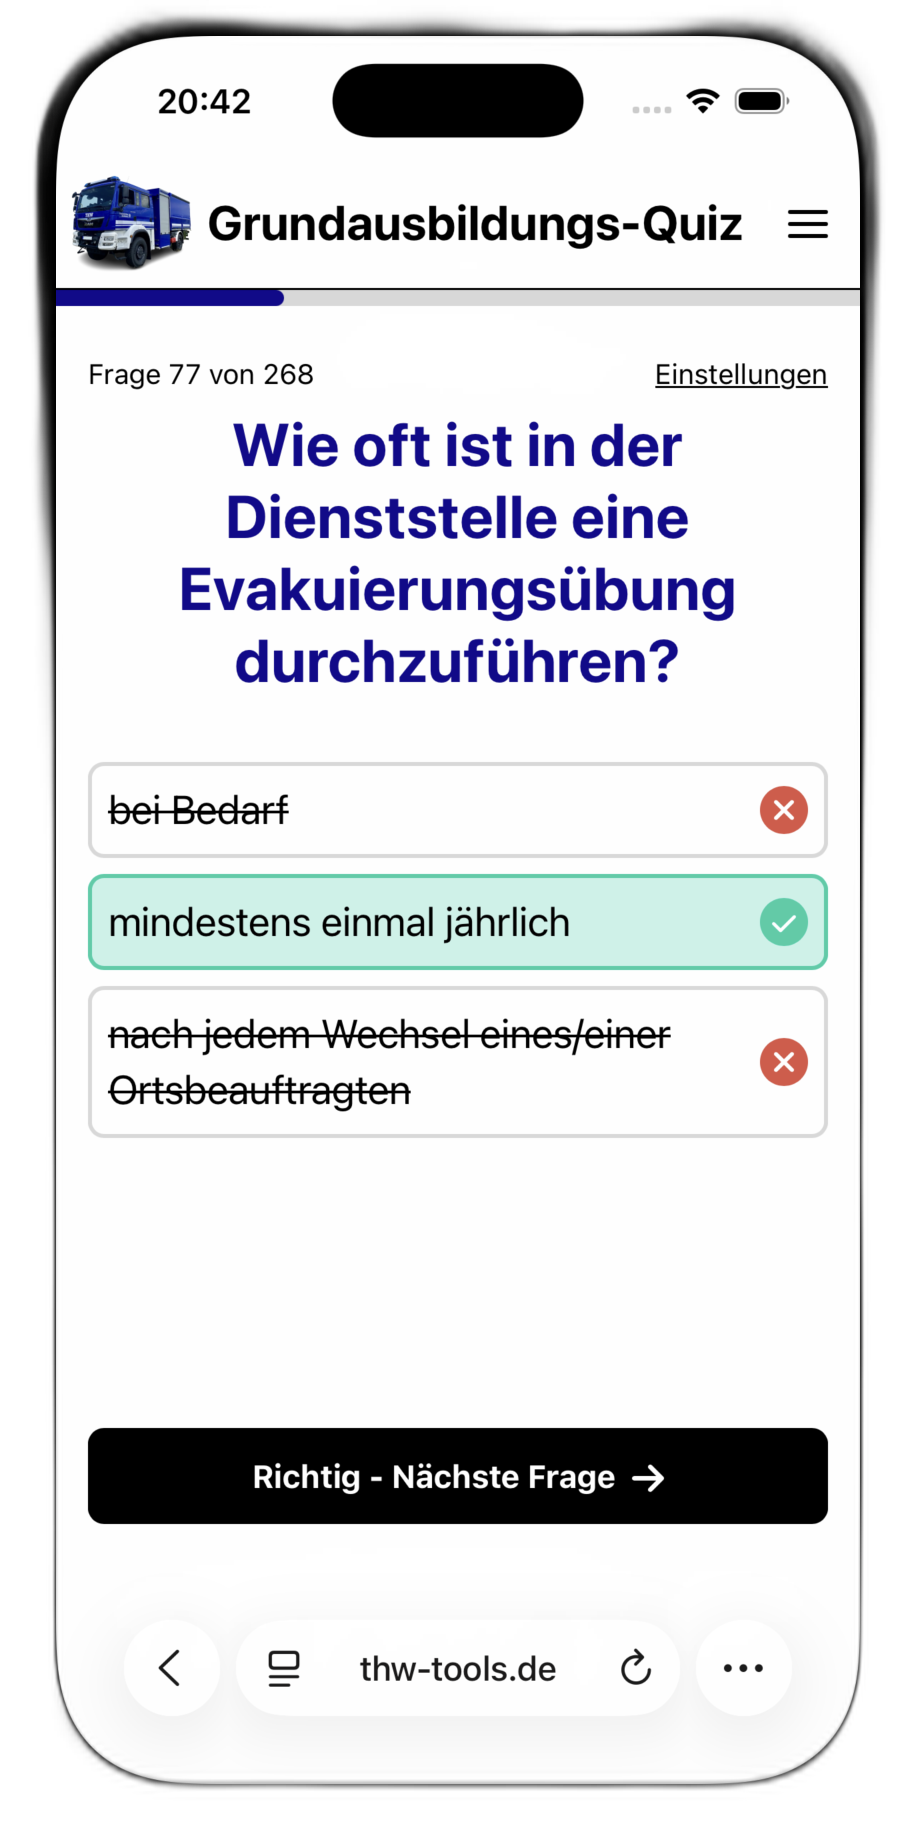 20:42
Grundausbildungs-Quiz
Frage 77 von 268
Einstellungen
Wie oft ist in der
Dienststelle eine
Evakuierungsübung
durchzuführen?
bei Bedarf
mindestens einmal jährlich
nach jedem Wechsel eines/einer
Ortsbeauftragten
Richtig - Nächste Frage →
thw-tools.de